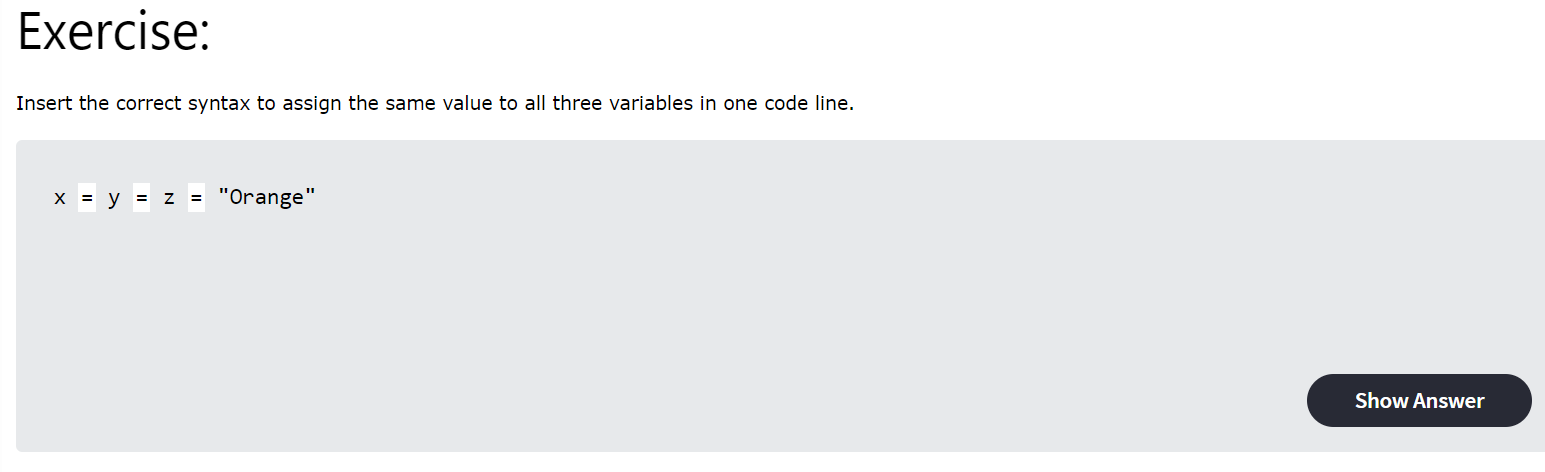 Exercise:
Insert the correct syntax to assign the same value to all three variables in one code line.
x = y = z = "Orange"
Show Answer